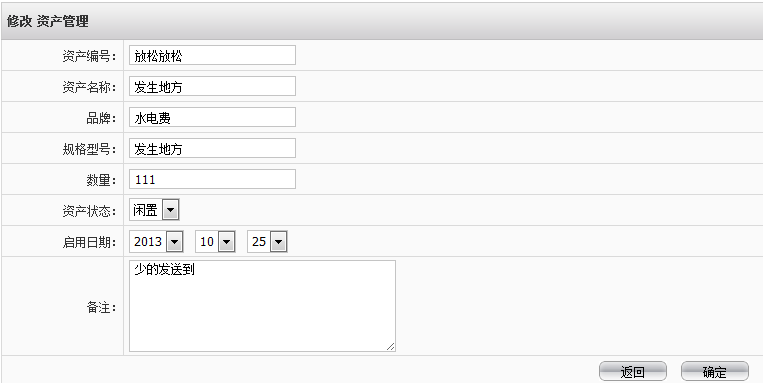 修改 资产管理
资产编号： 放松放松
资产名称： 发生地方
品牌： 水电费
规格型号： 发生地方
数量： 111
资产状态： 闲置
启用日期： 2013 10 25
备注： 少的发送到
返回 确定